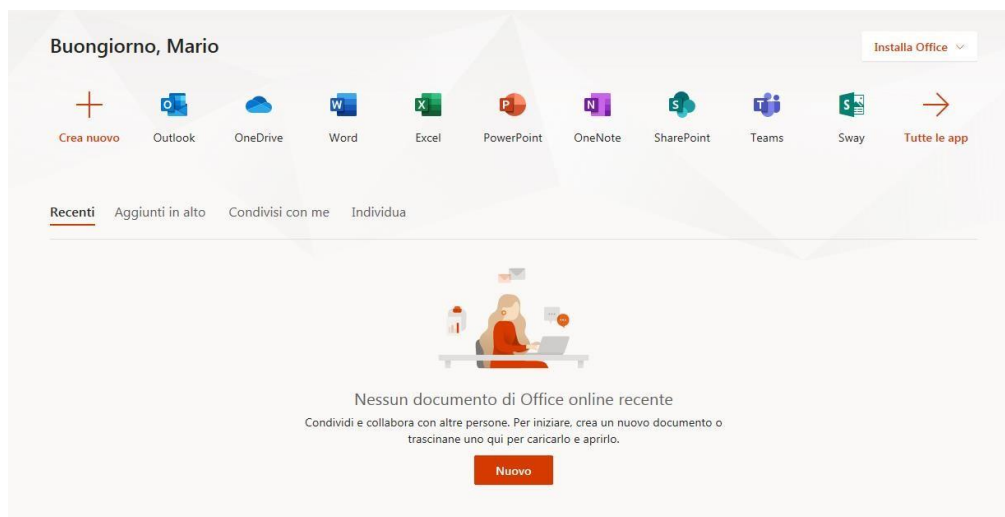 Buongiorno, Mario
Installa Office
Crea nuovo Outlook OneDrive Word Excel PowerPoint OneNote SharePoint Teams Sway Tutte le app
Recenti Aggiunti in alto Condivisi con me Individua
Nessun documento di Office online recente
Condividi e collabora con altre persone. Per iniziare, crea un nuovo documento o
trascinane uno qui per caricarlo e aprirlo.
Nuovo